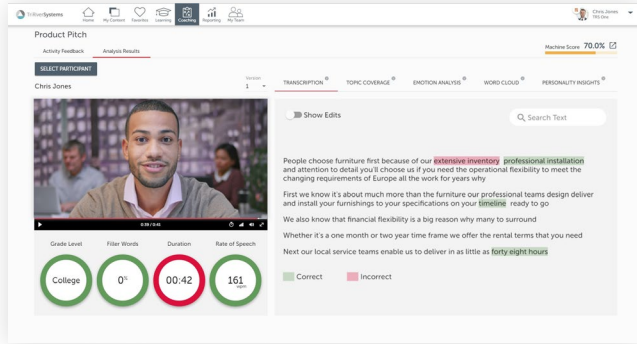 TrifiniteSystems
Home
My Content
Favorites
Learning
Coaching
Reporting
My Team
Chris Jones
TRS One
Product Pitch
Activity Feedback
Analysis Results
Machine Score 70.0%
SELECT PARTICIPANT
Chris Jones
Version
1
TRANSCRIPTION
TOPIC COVERAGE
EMOTION ANALYSIS
WORD CLOUD
PERSONALITY INSIGHTS
Show Edits
Search Text
People choose furniture first because of our extensive inventory professional installation
and attention to detail you'll choose us if you need the operational flexibility to meet the
changing requirements of Europe all the work for years why
First we know it's about much more than the furniture our professional teams design deliver
and install your furnishings to your specifications on your timeline ready to go
We also know that financial flexibility is a big reason why many to surround
Whether it's a one month or two year time frame we offer the rental terms that you need
Next our local service teams enable us to deliver in as little as forty eight hours
Correct
Incorrect
0:39 / 0:41
Grade Level
Filler Words
Duration
Rate of Speech
College
0%
00:42
161
wpm